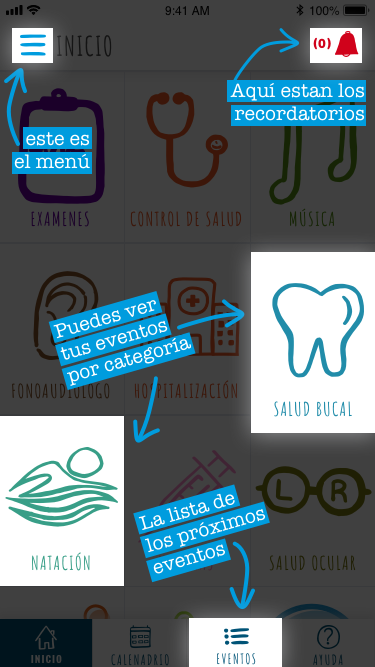 9:41 AM
100%
INICIO
(0)
Aquí estan los
recordatorios
este es
el menú
EXAMENES
CONTROL DE SALUD
MÚSICA
Puedes ver
tus eventos
por categoría
FONOAUDIOLOGO
HOSPITALIZACIÓN
SALUD BUCAL
La lista de
los próximos
eventos
L R
NATACIÓN
SALUD OCULAR
INICIO
CALENADRIO
EVENTOS
AYUDA